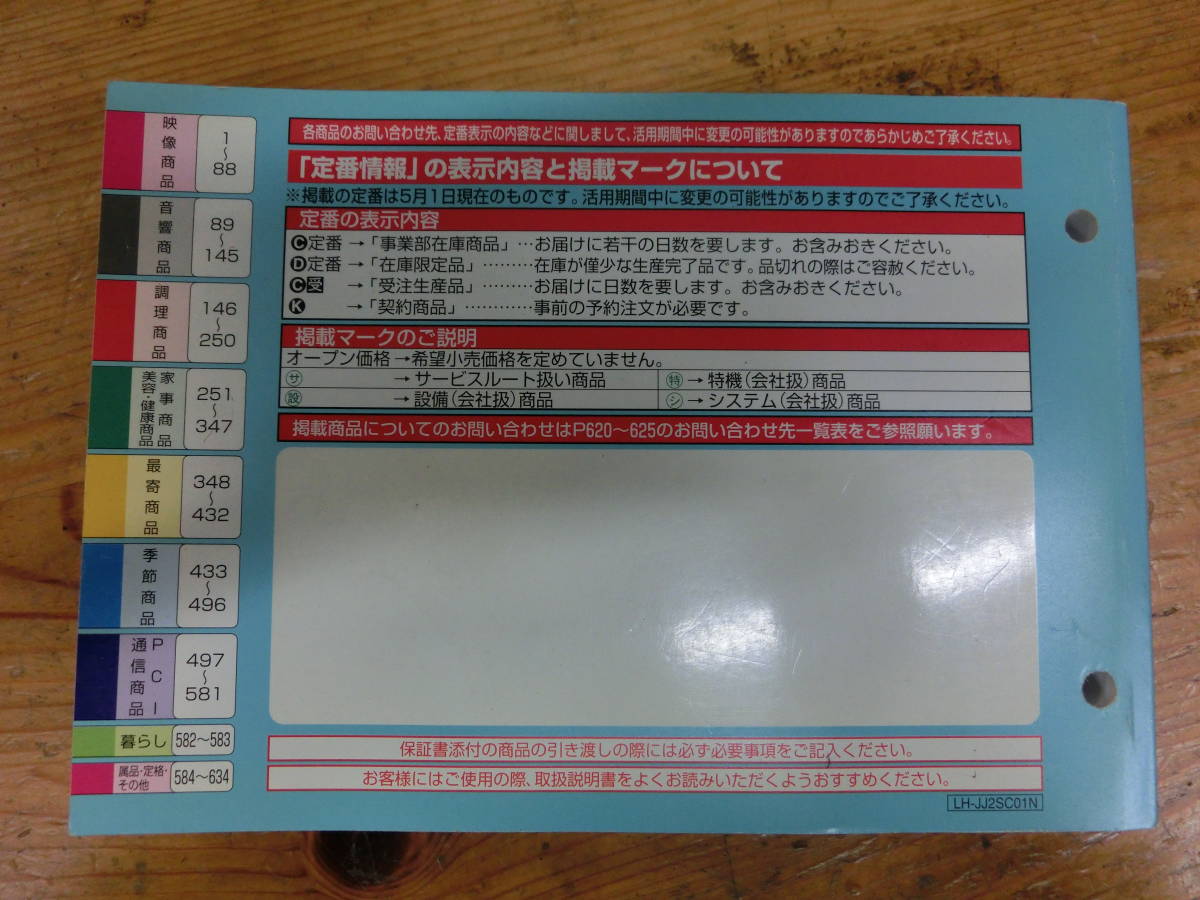 映像商品
1～88
音響商品
89～145
調理商品
146～250
家事商品
美容・健康商品
251～347
最寄商品
348～432
季節商品
433～496
PCI
通信商品
497～581
暮らし 582～583
属品・定格・
その他
584～634
各商品のお問い合わせ先、定番表示の内容などに関しまして、活用期間中に変更の可能性がありますのであらかじめご了承ください。
「定番情報」の表示内容と掲載マークについて
※掲載の定番は5月1日現在のものです。活用期間中に変更の可能性がありますのでご了承ください。
定番の表示内容
Ⓒ定番 → 「事業部在庫商品」…お届けに若干の日数を要します。お含みおきください。
Ⓓ定番 → 「在庫限定品」………在庫が僅少な生産完了品です。品切れの際はご容赦ください。
Ⓒ受 → 「受注生産品」………お届けに日数を要します。お含みおきください。
Ⓚ → 「契約商品」…………事前の予約注文が必要です。
掲載マークのご説明
オープン価格→希望小売価格を定めていません。
㋚ → サービスルート扱い商品 ㊕ → 特機(会社扱)商品
設 → 設備(会社扱)商品 ㋛ → システム(会社扱)商品
掲載商品についてのお問い合わせはP620～625のお問い合わせ先一覧表をご参照願います。
保証書添付の商品の引き渡しの際には必ず必要事項をご記入ください。
お客様にはご使用の際、取扱説明書をよくお読みいただくようおすすめください。
LH-JJ2SC01N